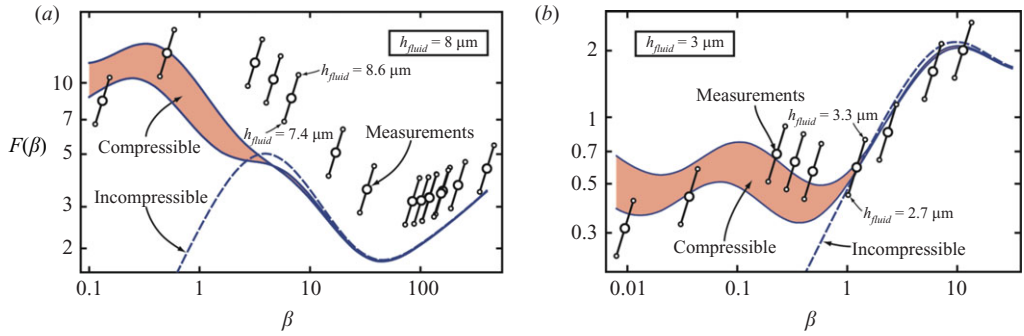 (a)
h_fluid = 8 µm
10
7
5
3
2
F(β)
h_fluid = 8.6 µm
h_fluid = 7.4 µm
Measurements
Compressible
Incompressible
0.1 1 10 100
β
(b)
h_fluid = 3 µm
2
1
0.7
0.5
0.3
Measurements
h_fluid = 3.3 µm
h_fluid = 2.7 µm
Compressible
Incompressible
0.01 0.1 1 10
β